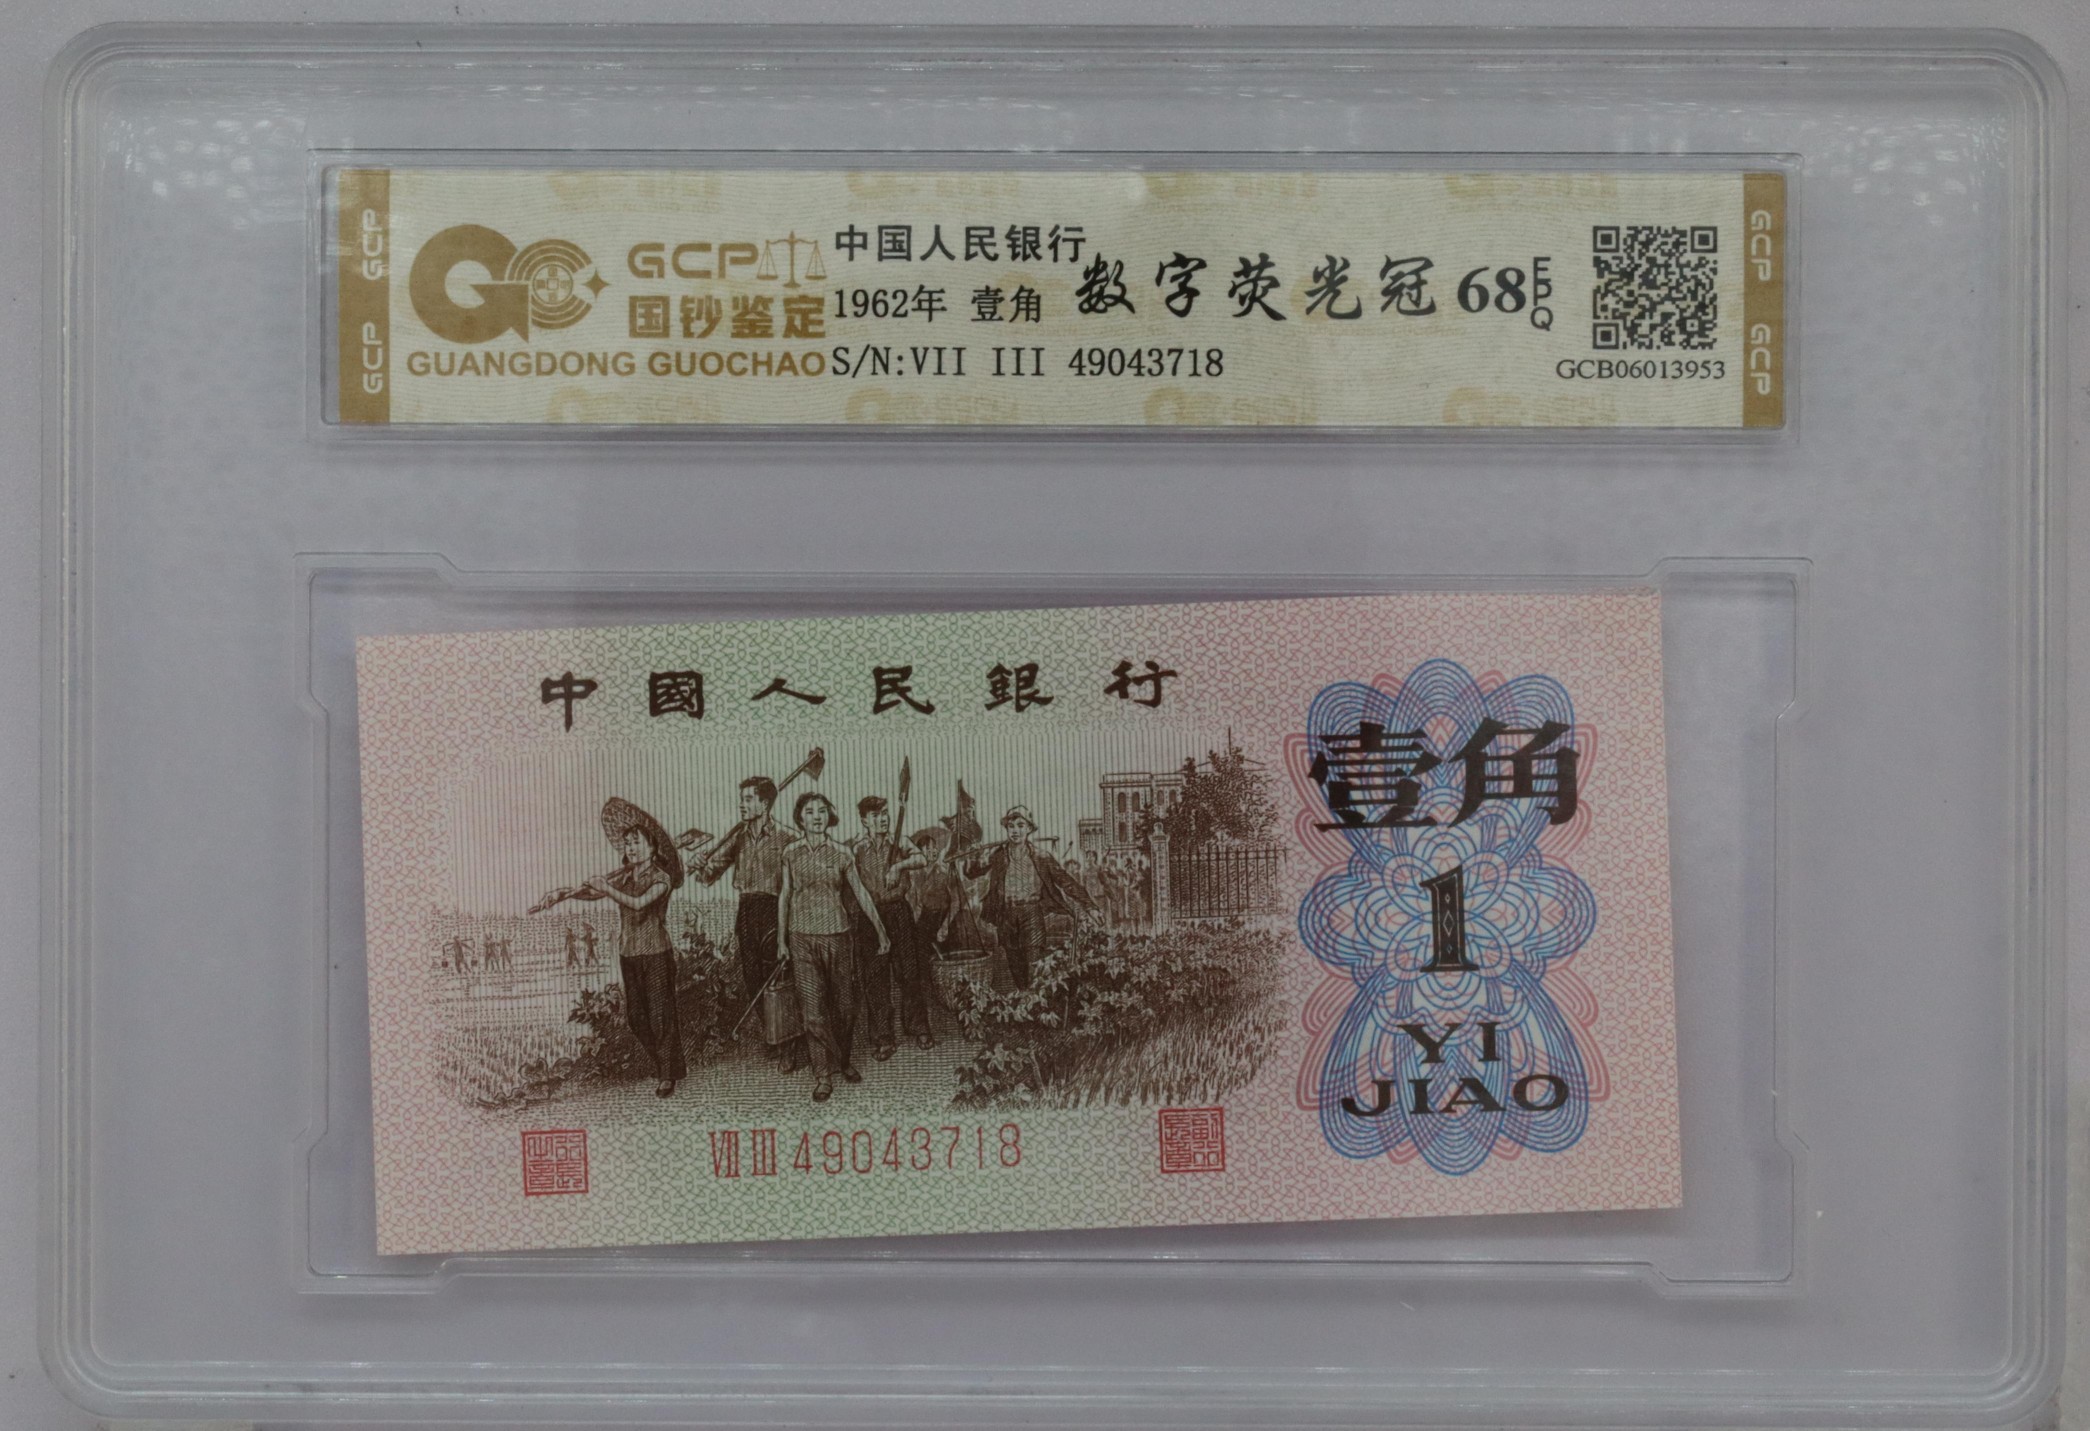 GCP GCP
GCP
国钞鉴定
GUANGDONG GUOCHAO
中国人民银行
1962年 壹角
S/N:VII III 49043718
数字荧光冠 68 EPQ
GCB06013953
GCP GCP
中國人民銀行
壹角
1
YI
JIAO
VII III 49043718